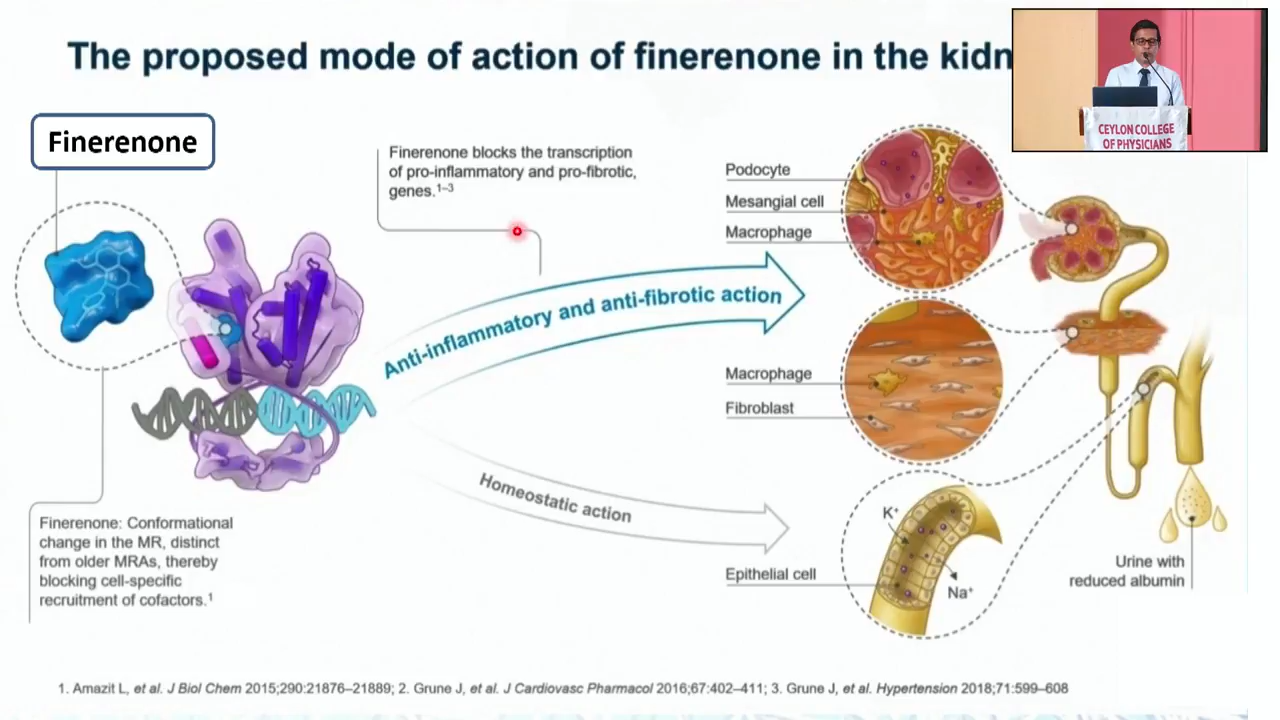 The proposed mode of action of finerenone in the kidn
CEYLON COLLEGE
OF PHYSICIANS
Finerenone
Finerenone blocks the transcription
of pro-inflammatory and pro-fibrotic,
genes.¹⁻³
Podocyte
Mesangial cell
Macrophage
Anti-inflammatory and anti-fibrotic action
Macrophage
Fibroblast
Homeostatic action
K⁺
Epithelial cell
Na⁺
Urine with
reduced albumin
Finerenone: Conformational
change in the MR, distinct
from older MRAs, thereby
blocking cell-specific
recruitment of cofactors.¹
1. Amazit L, et al. J Biol Chem 2015;290:21876–21889; 2. Grune J, et al. J Cardiovasc Pharmacol 2016;67:402–411; 3. Grune J, et al. Hypertension 2018;71:599–608